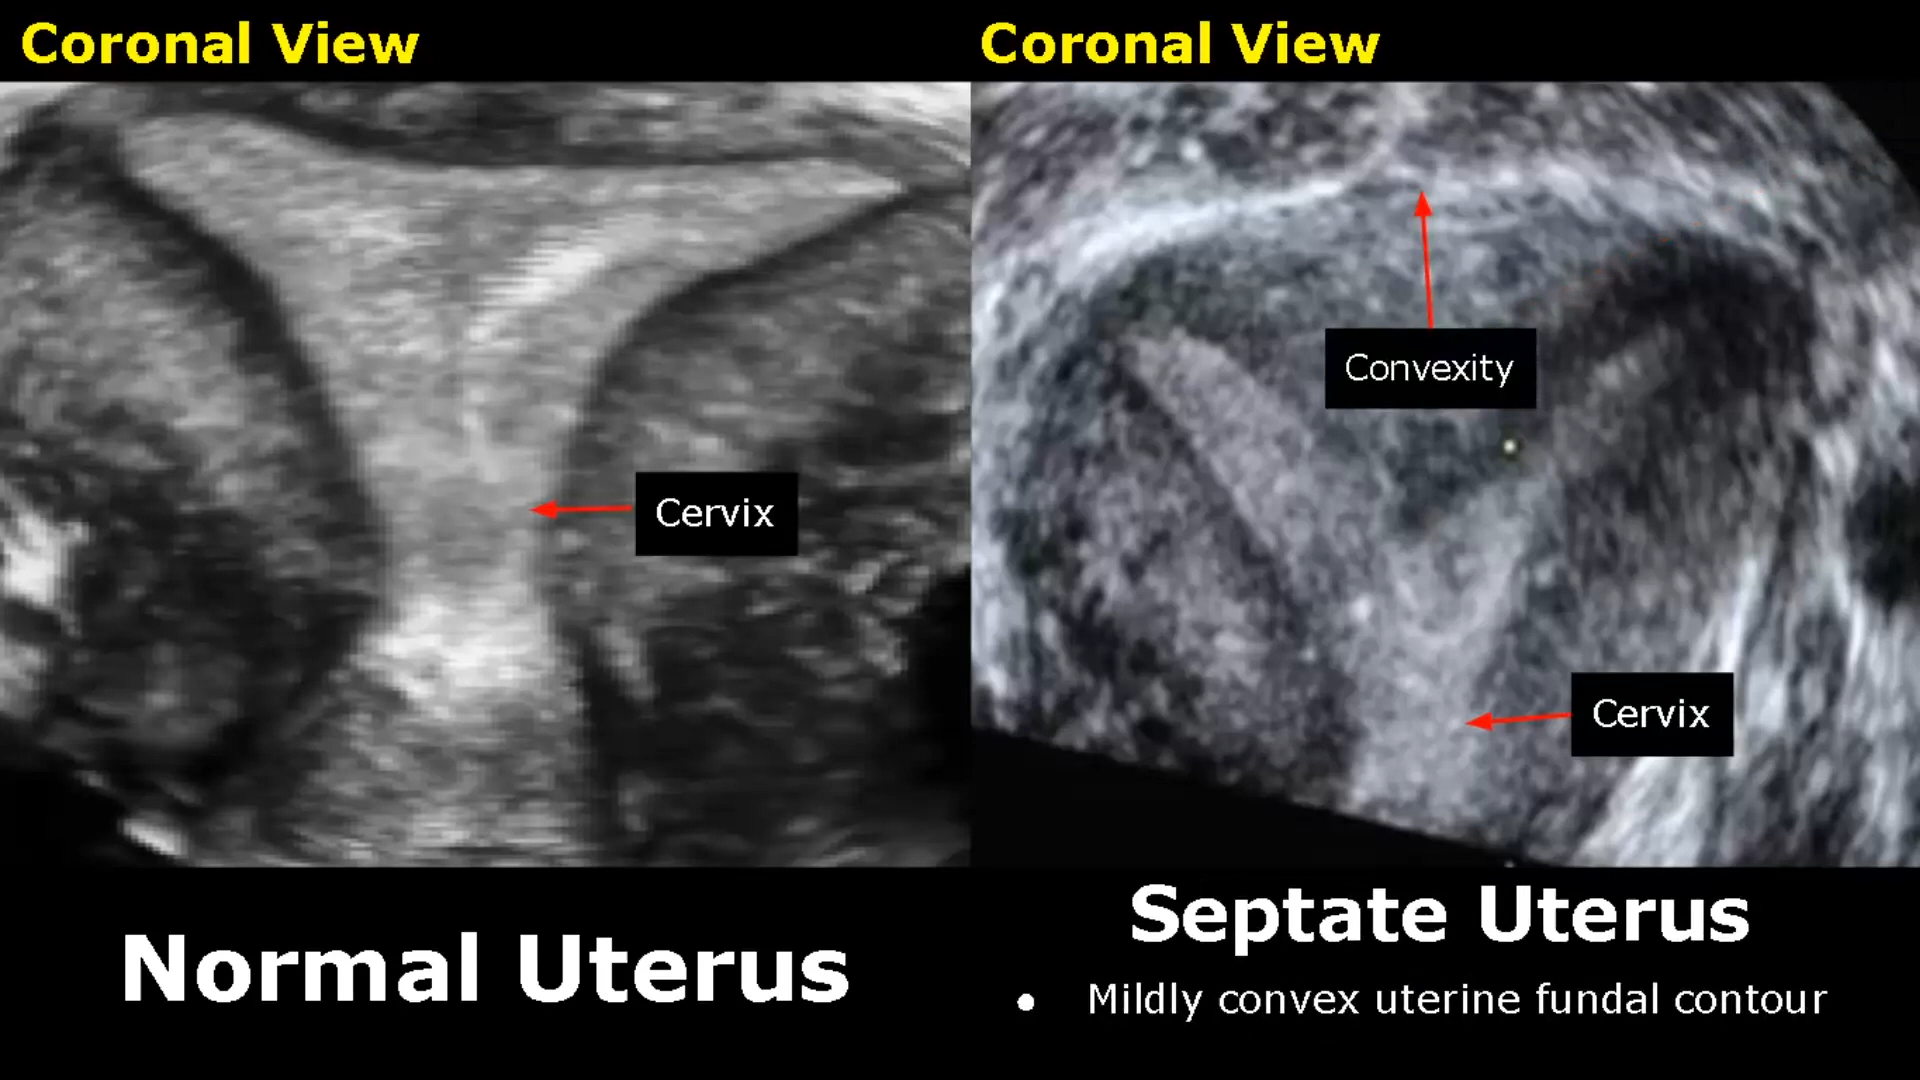 Coronal View
Coronal View
Convexity
Cervix
Cervix
Normal Uterus
Septate Uterus
• Mildly convex uterine fundal contour